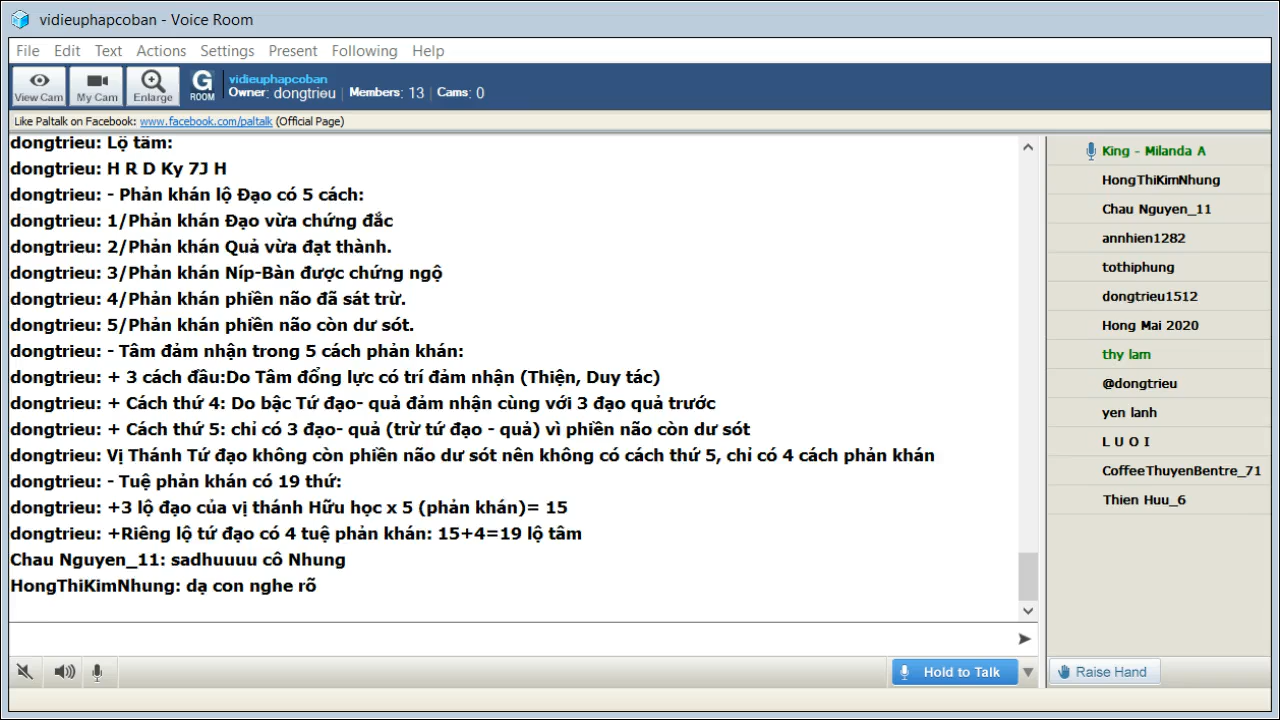 vidieuphapcoban - Voice Room
File Edit Text Actions Settings Present Following Help
View Cam My Cam Enlarge G ROOM
vidieuphapcoban
Owner: dongtrieu | Members: 13 | Cams: 0
Like Paltalk on Facebook: www.facebook.com/paltalk (Official Page)
dongtrieu: Lộ tâm:
dongtrieu: H R D Ky 7J H
dongtrieu: - Phản khán lộ Đạo có 5 cách:
dongtrieu: 1/Phản khán Đạo vừa chứng đắc
dongtrieu: 2/Phản khán Quả vừa đạt thành.
dongtrieu: 3/Phản khán Níp-Bàn được chứng ngộ
dongtrieu: 4/Phản khán phiền não đã sát trừ.
dongtrieu: 5/Phản khán phiền não còn dư sót.
dongtrieu: - Tâm đảm nhận trong 5 cách phản khán:
dongtrieu: + 3 cách đầu:Do Tâm đổng lực có trí đảm nhận (Thiện, Duy tác)
dongtrieu: + Cách thứ 4: Do bậc Tứ đạo- quả đảm nhận cùng với 3 đạo quả trước
dongtrieu: + Cách thứ 5: chỉ có 3 đạo- quả (trừ tứ đạo - quả) vì phiền não còn dư sót
dongtrieu: Vị Thánh Tứ đạo không còn phiền não dư sót nên không có cách thứ 5, chỉ có 4 cách phản khán
dongtrieu: - Tuệ phản khán có 19 thứ:
dongtrieu: +3 lộ đạo của vị thánh Hữu học x 5 (phản khán)= 15
dongtrieu: +Riêng lộ tứ đạo có 4 tuệ phản khán: 15+4=19 lộ tâm
Chau Nguyen_11: sadhuuuu cô Nhung
HongThiKimNhung: dạ con nghe rõ
Hold to Talk
King - Milanda A
HongThiKimNhung
Chau Nguyen_11
annhien1282
tothiphung
dongtrieu1512
Hong Mai 2020
thy lam
@dongtrieu
yen lanh
L U O I
CoffeeThuyenBentre_71
Thien Huu_6
Raise Hand